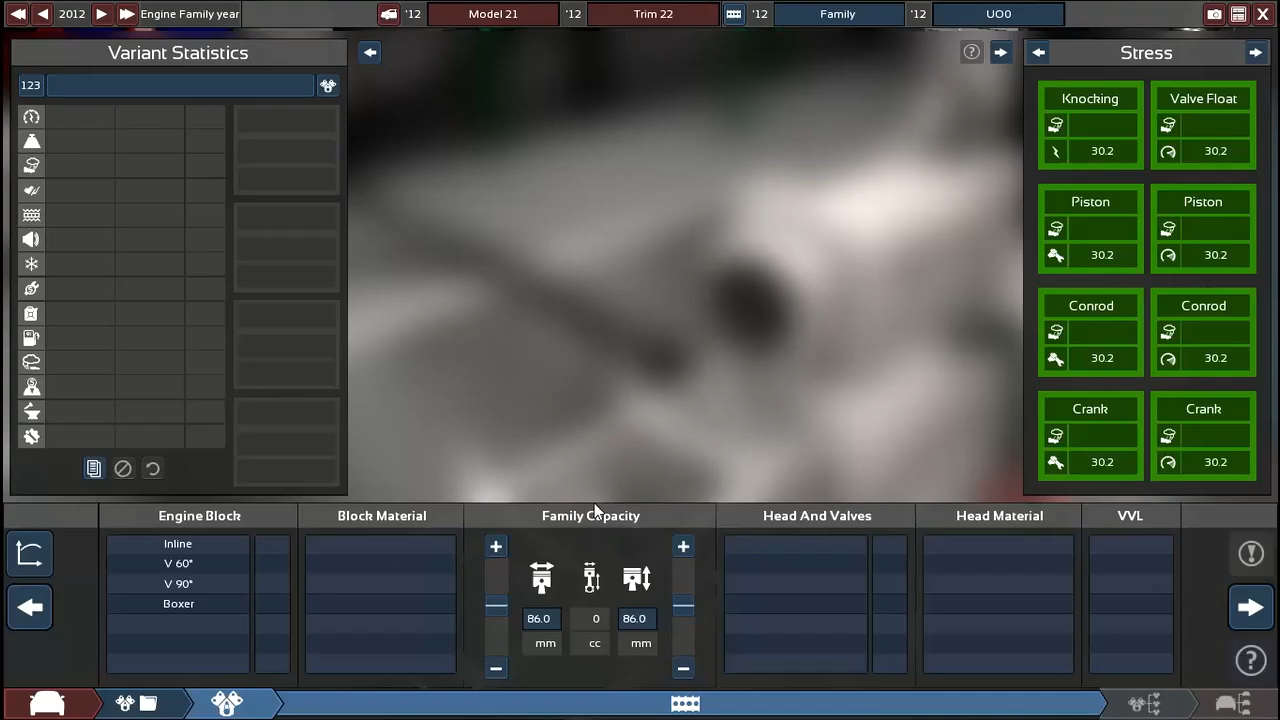 2012
Engine Family year
'12
Model 21
'12
Trim 22
'12
Family
'12
UO0
Variant Statistics
Stress
123
Knocking
Valve Float
30.2
30.2
Piston
Piston
30.2
30.2
Conrod
Conrod
30.2
30.2
Crank
Crank
30.2
30.2
Engine Block
Block Material
Family Capacity
Head And Valves
Head Material
VVL
Inline
V 60°
V 90°
Boxer
+
+
86.0
0
86.0
mm
cc
mm